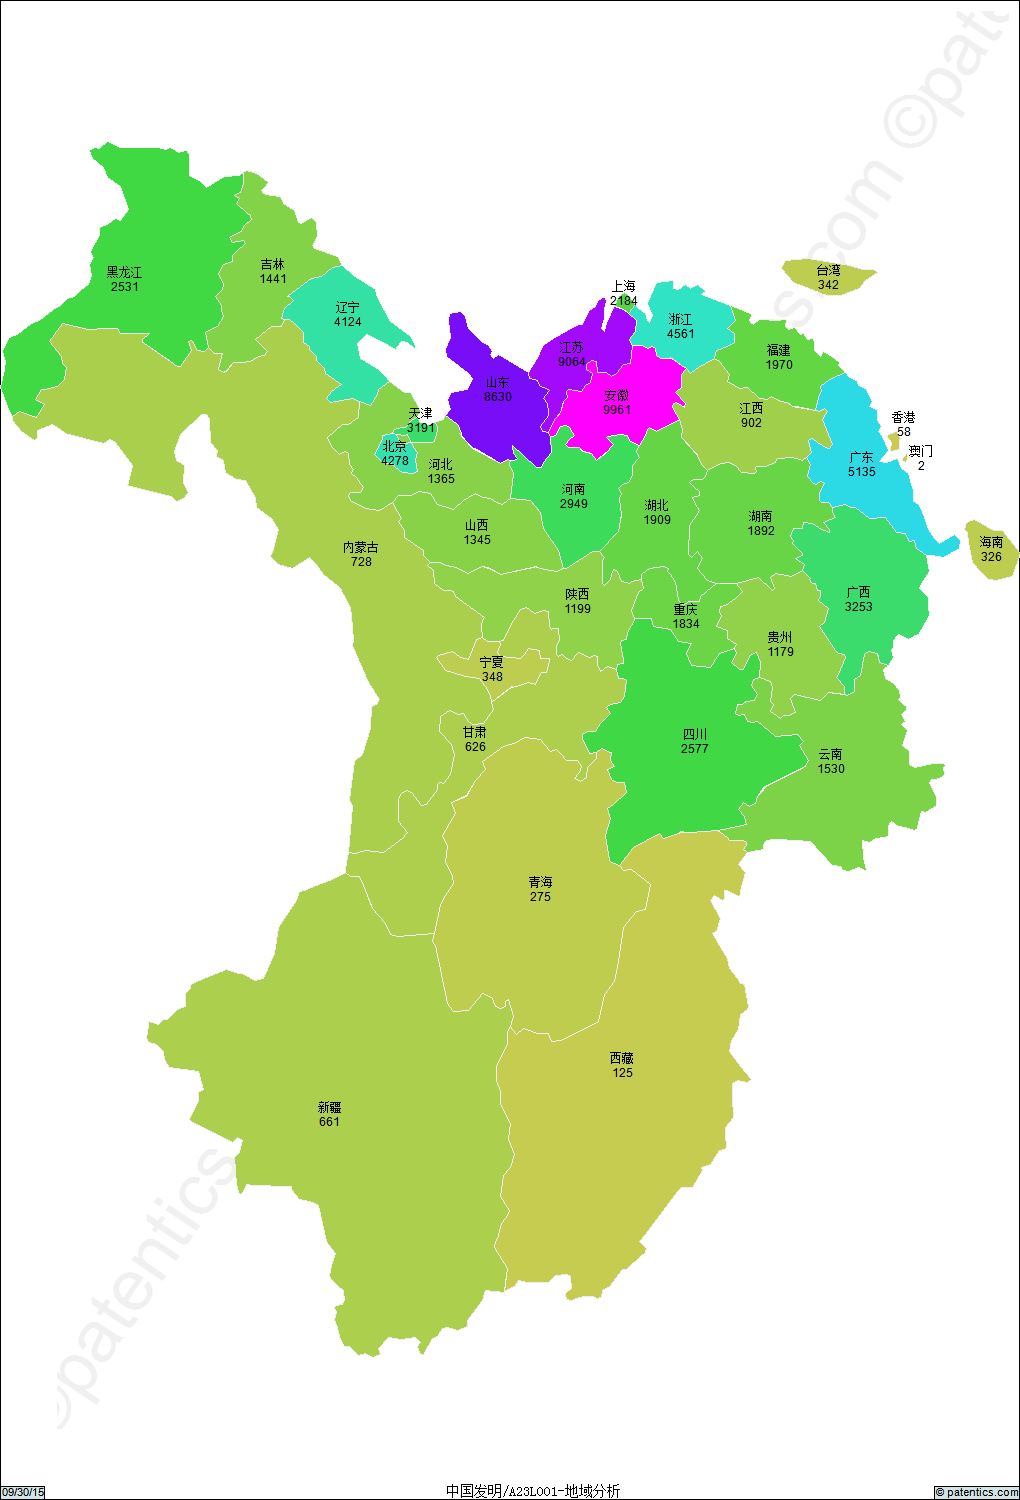 ©patentics.com ©pate
黑龙江
2531
吉林
1441
台湾
342
上海
2184
辽宁
4124
浙江
4561
江苏
9064
福建
1970
山东
8630
安徽
9961
江西
902
天津
3191
香港
58
北京
4278
澳门
2
河北
1365
广东
5135
河南
2949
湖北
1909
湖南
1892
山西
1345
海南
326
内蒙古
728
陕西
1199
广西
3253
重庆
1834
贵州
1179
宁夏
348
甘肃
626
四川
2577
云南
1530
青海
275
西藏
125
新疆
661
09/30/15
中国发明/A23L001-地域分析
© patentics.com